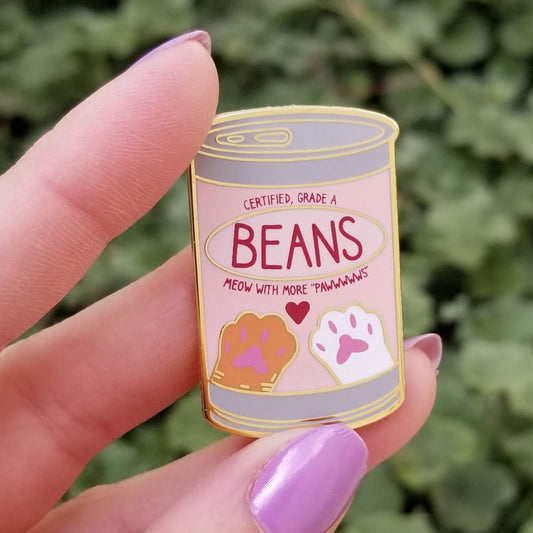 CERTIFIED, GRADE A
BEANS
MEOW WITH MORE "PAWWWWS"